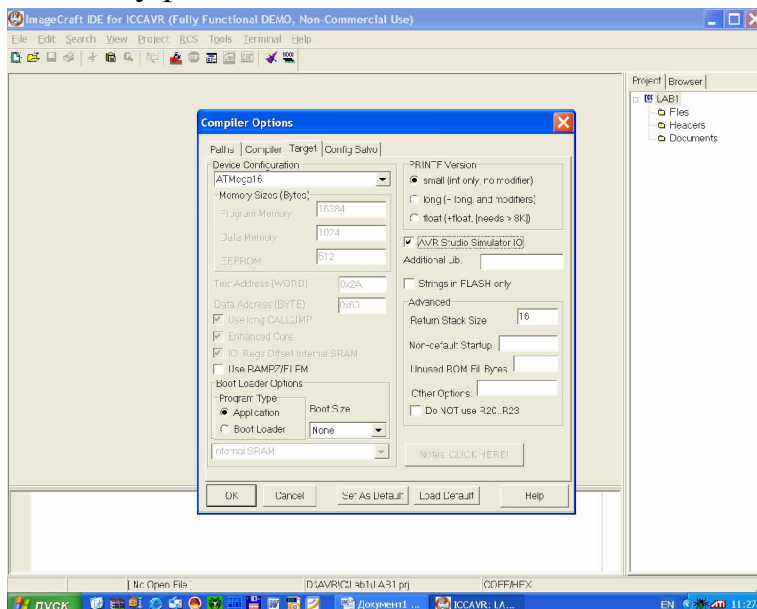 ImageCraft IDE for ICCAVR (Fully Functional DEMO, Non-Commercial Use)
File Edit Search View Project RCS Tools Terminal Help
Project Browser
LAB1
Files
Headers
Documents
Compiler Options
Paths Compiler Target Config Salvo
Device Configuration
ATMega16
Memory Sizes (Bytes)
Program Memory 16384
Data Memory 1024
EEPROM 512
Text Address (WORD) 0x2A
Data Address (BYTE) 0x60
Use long CALL/JMP
Enhanced Core
IO Regs Offset Internal SRAM
Use RAMPZ/ELPM
Boot Loader Options
Program Type
Application
Boot Loader
Boot Size
None
Internal SRAM
PRINTF Version
small (int only, no modifier)
long (+ long, and modifiers)
float (+float, [needs > 8K])
AVR Studio Simulator IO
Additional Lib.
Strings in FLASH only
Advanced
Return Stack Size 16
Non-default Startup
Unused ROM Fill Bytes
Other Options:
Do NOT use R20..R23
Notes: CLICK HERE!
OK Cancel Set As Default Load Default Help
[ No Open File ] D:\AVR\C\Lab1\LAB1.prj COFF/HEX
пуск Документ1 ... ICCAVR: LA... EN 11:27